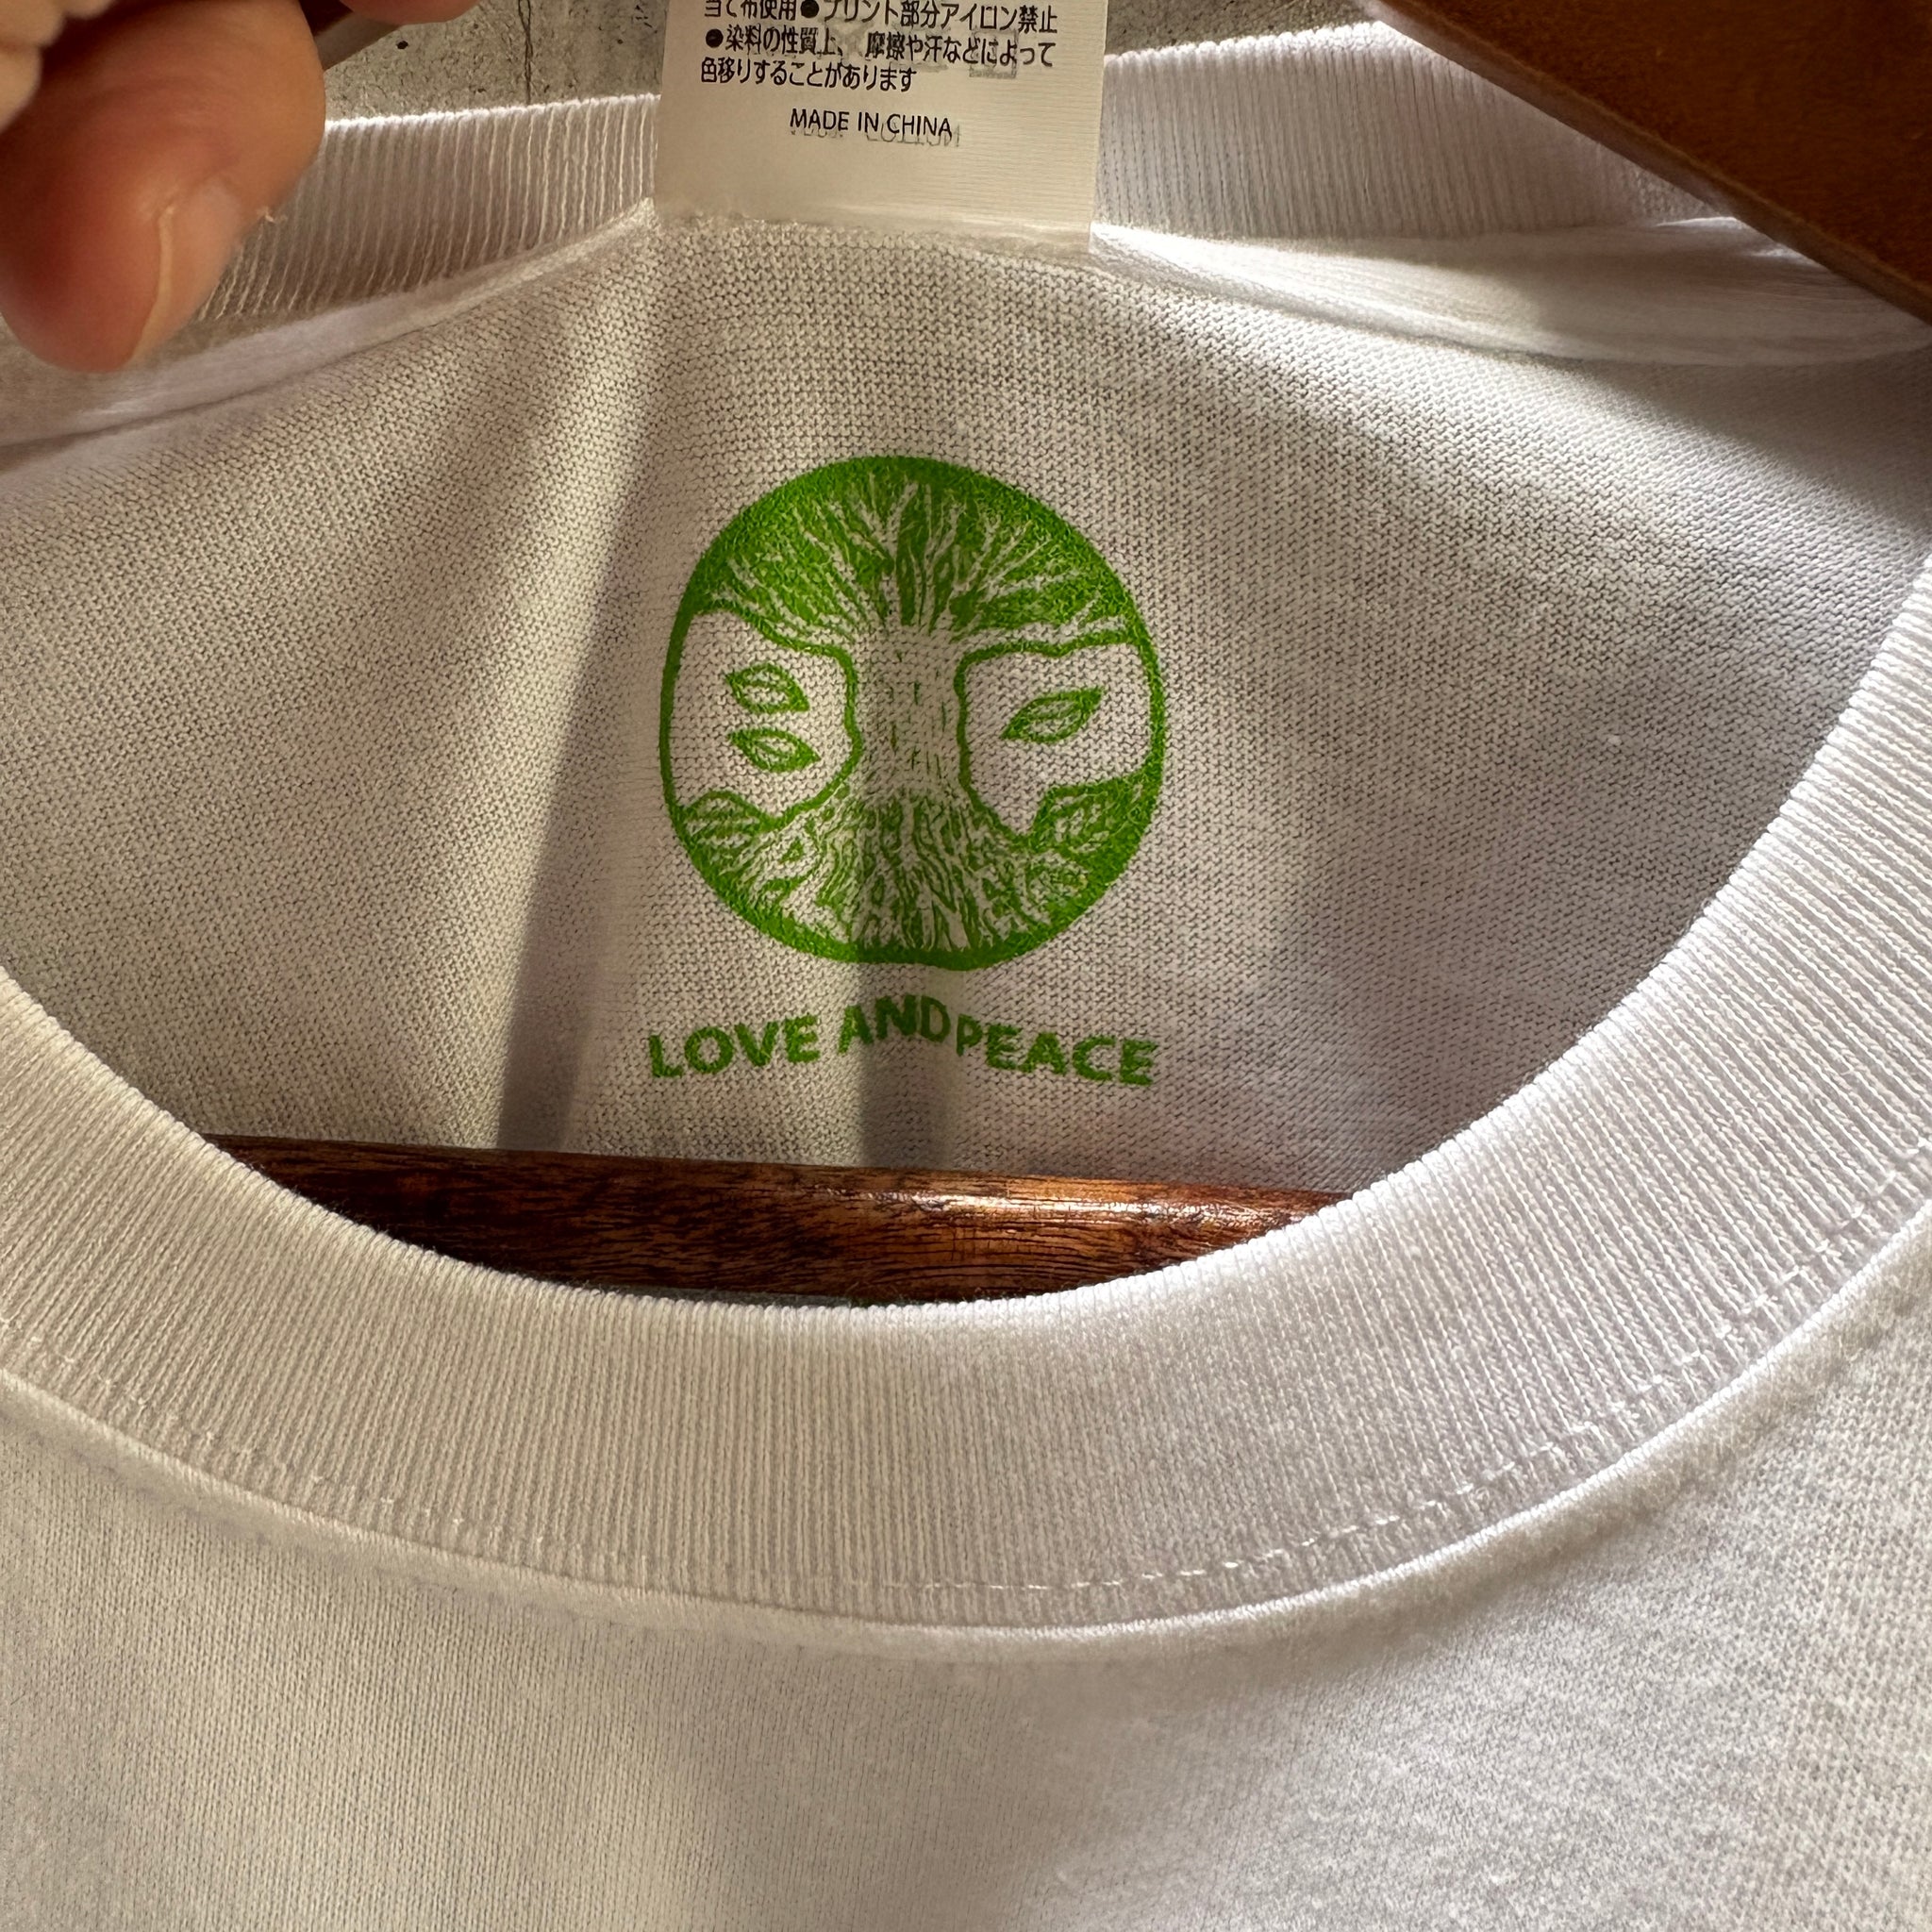 当て布使用●プリント部分アイロン禁止
●染料の性質上、摩擦や汗などによって
色移りすることがあります
MADE IN CHINA
LOVE AND PEACE